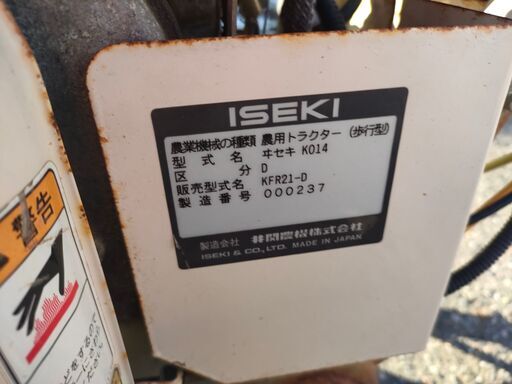 ISEKI
農業機械の種類 農用トラクター (歩行型)
型式名 ヰセキ KO14
区分 D
販売型式名 KFR21-D
製造番号 000237
製造会社 井関農機株式会社
ISEKI & CO., LTD. MADE IN JAPAN
警告